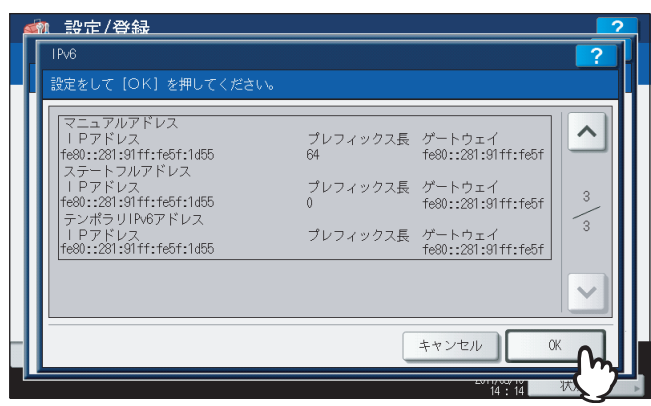 設定/登録
?
IPv6
?
設定をして [OK] を押してください。
マニュアルアドレス
IPアドレス プレフィックス長 ゲートウェイ
fe80::281:91ff:fe5f:1d55 64 fe80::281:91ff:fe5f
ステートフルアドレス
IPアドレス プレフィックス長 ゲートウェイ
fe80::281:91ff:fe5f:1d55 0 fe80::281:91ff:fe5f
テンポラリIPv6アドレス
IPアドレス プレフィックス長 ゲートウェイ
fe80::281:91ff:fe5f:1d55 fe80::281:91ff:fe5f
3
3
キャンセル
OK
14:14